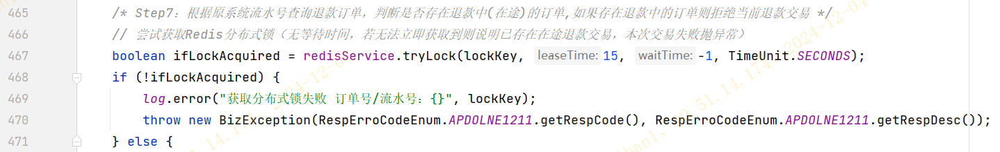 465 /* Step7：根据原系统流水号查询退款订单，判断是否存在退款中(在途)的订单,如果存在退款中的订单则拒绝当前退款交易 */
466 // 尝试获取Redis分布式锁（无等待时间，若无法立即获取到则说明已存在在途退款交易，本次交易失败抛异常）
467 boolean ifLockAcquired = redisService.tryLock(lockKey, leaseTime: 15, waitTime: -1, TimeUnit.SECONDS);
468 if (!ifLockAcquired) {
469 log.error("获取分布式锁失败 订单号/流水号：{}", lockKey);
470 throw new BizException(RespErroCodeEnum.APDOLNE1211.getRespCode(), RespErroCodeEnum.APDOLNE1211.getRespDesc());
471 } else {